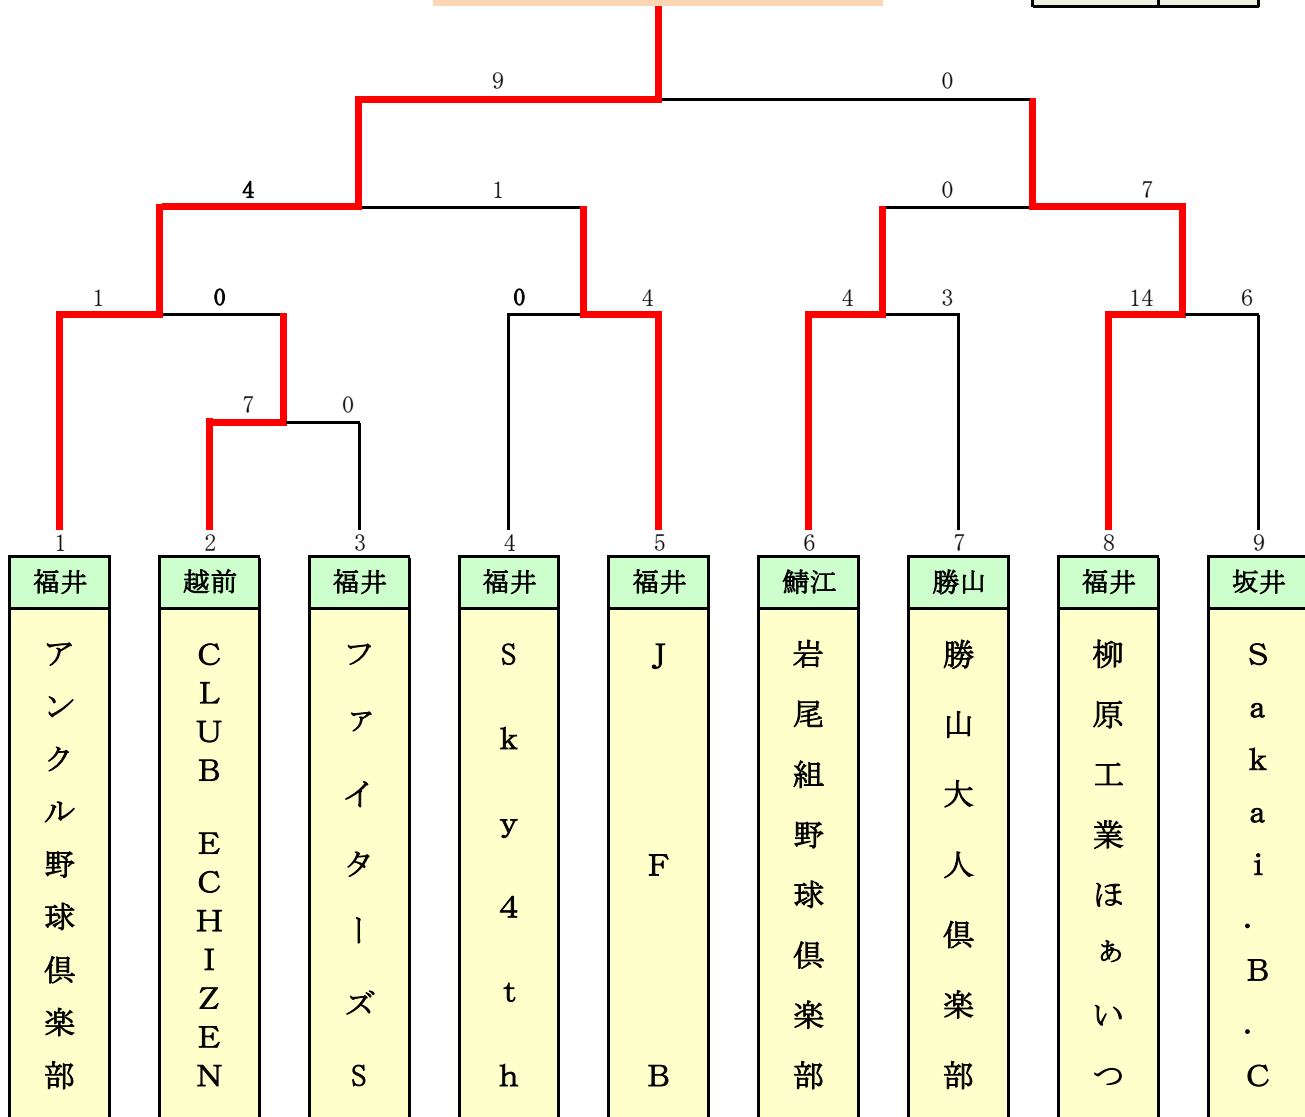 9 0
4 1 0 7
1 0 0 4 4 3 14 6
7 0
1 2 3 4 5 6 7 8 9
福井 越前 福井 福井 福井 鯖江 勝山 福井 坂井
アンクル野球倶楽部
CLUB ECHIZEN
ファイターズS
Sky4th
JFB
岩尾組野球倶楽部
勝山大人倶楽部
柳原工業ほぁいつ
Sakai.B.C